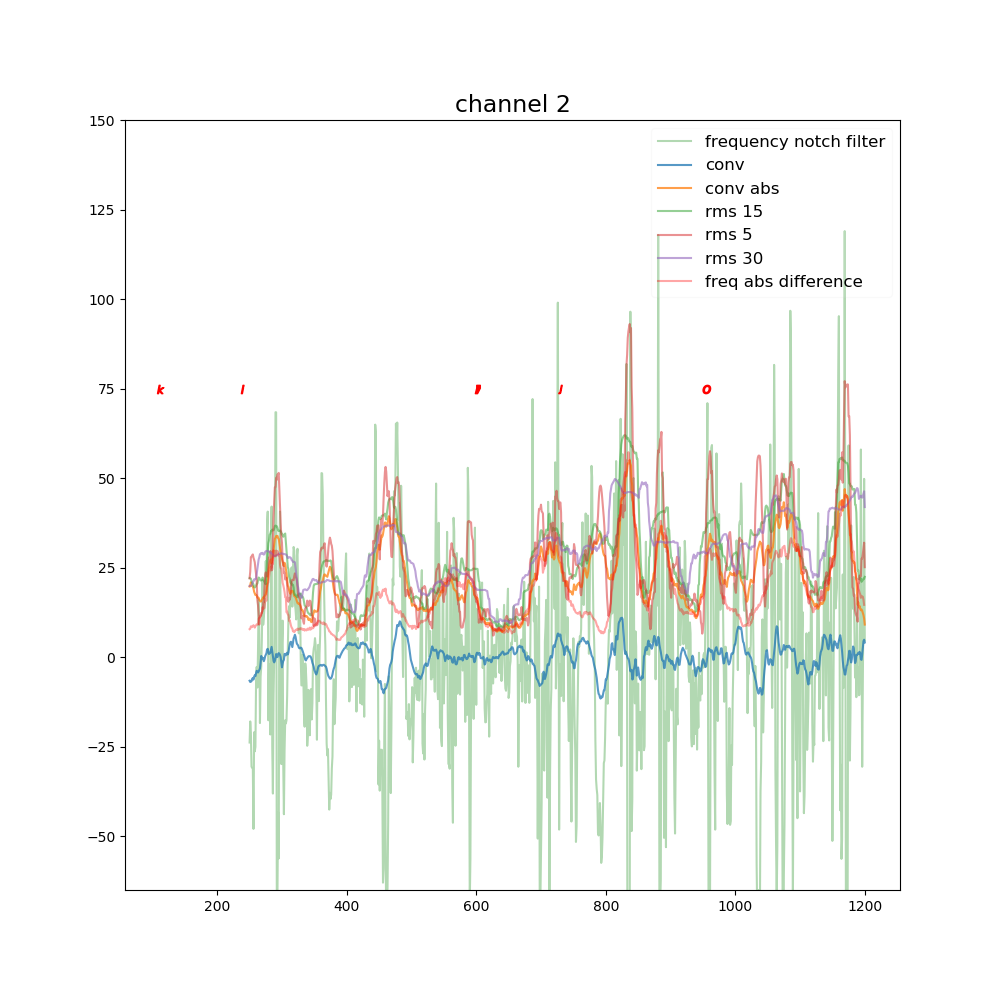 channel 2
150
frequency notch filter
conv
conv abs
125
rms 15
rms 5
rms 30
freq abs difference
100
75
k l , J o
50
25
0
−25
−50
200 400 600 800 1000 1200